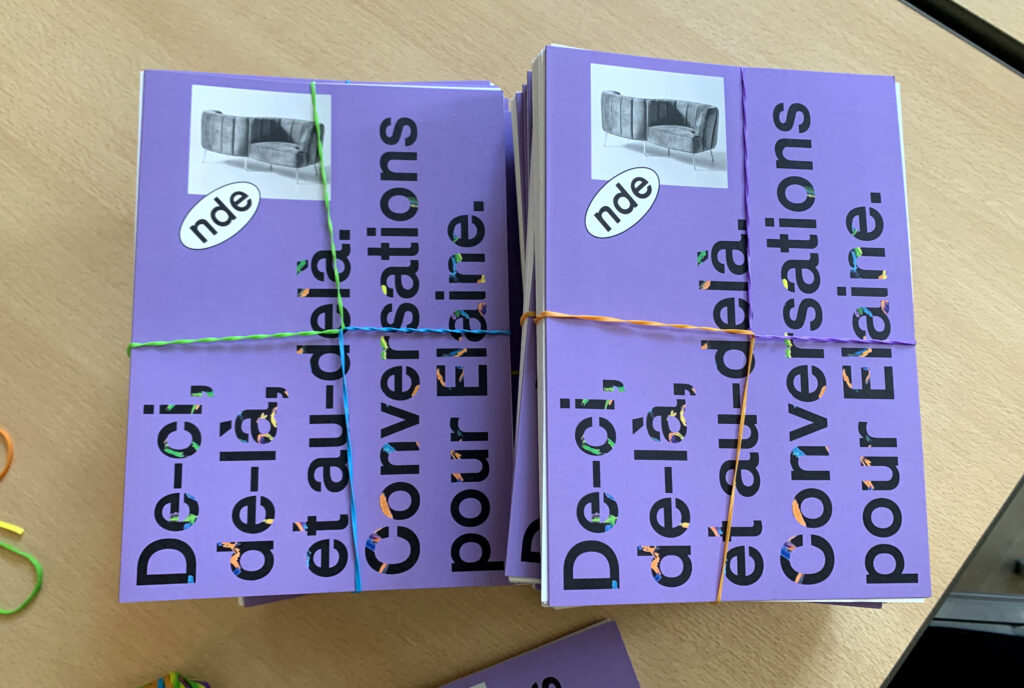 nde
De-ci,
de-là,
et au-delà.
Conversations
pour Elaine.
nde
De-ci,
de-là,
et au-delà.
Conversations
pour Elaine.